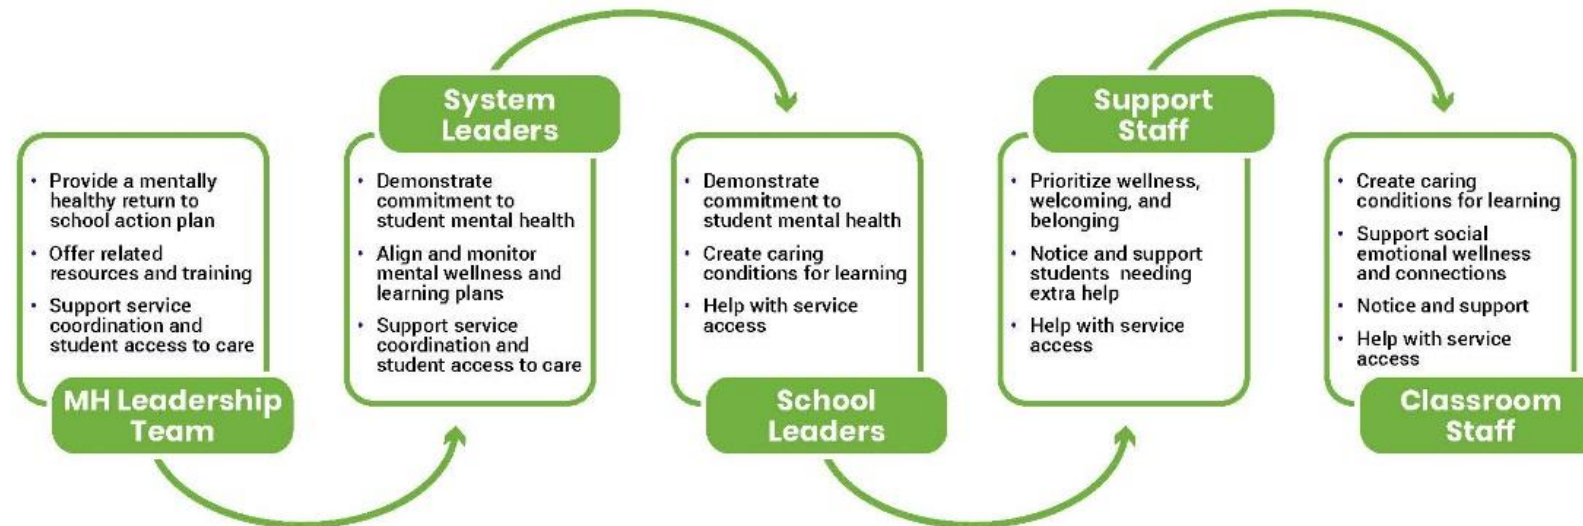 • Provide a mentally
healthy return to
school action plan
• Offer related
resources and training
• Support service
coordination and
student access to care
MH Leadership
Team
System
Leaders
• Demonstrate
commitment to
student mental health
• Align and monitor
mental wellness and
learning plans
• Support service
coordination and
student access to care
• Demonstrate
commitment to
student mental health
• Create caring
conditions for learning
• Help with service
access
School
Leaders
Support
Staff
• Prioritize wellness,
welcoming, and
belonging
• Notice and support
students needing
extra help
• Help with service
access
• Create caring
conditions for learning
• Support social
emotional wellness
and connections
• Notice and support
• Help with service
access
Classroom
Staff